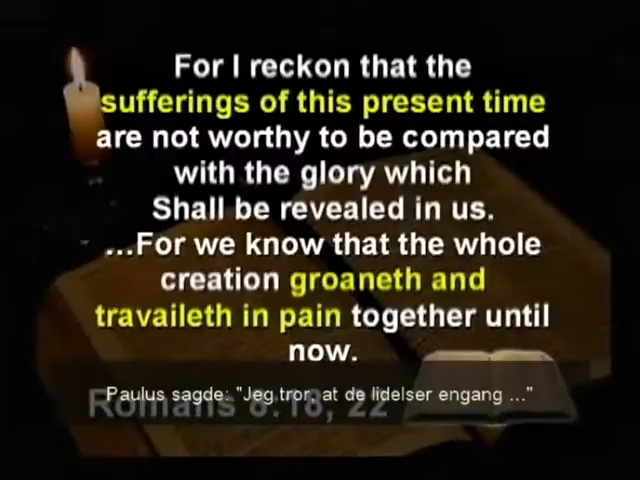 For I reckon that the
sufferings of this present time
are not worthy to be compared
with the glory which
Shall be revealed in us.
...For we know that the whole
creation groaneth and
travaileth in pain together until
now.
Paulus sagde: "Jeg tror, at de lidelser engang ..."
Romans 8:18, 22